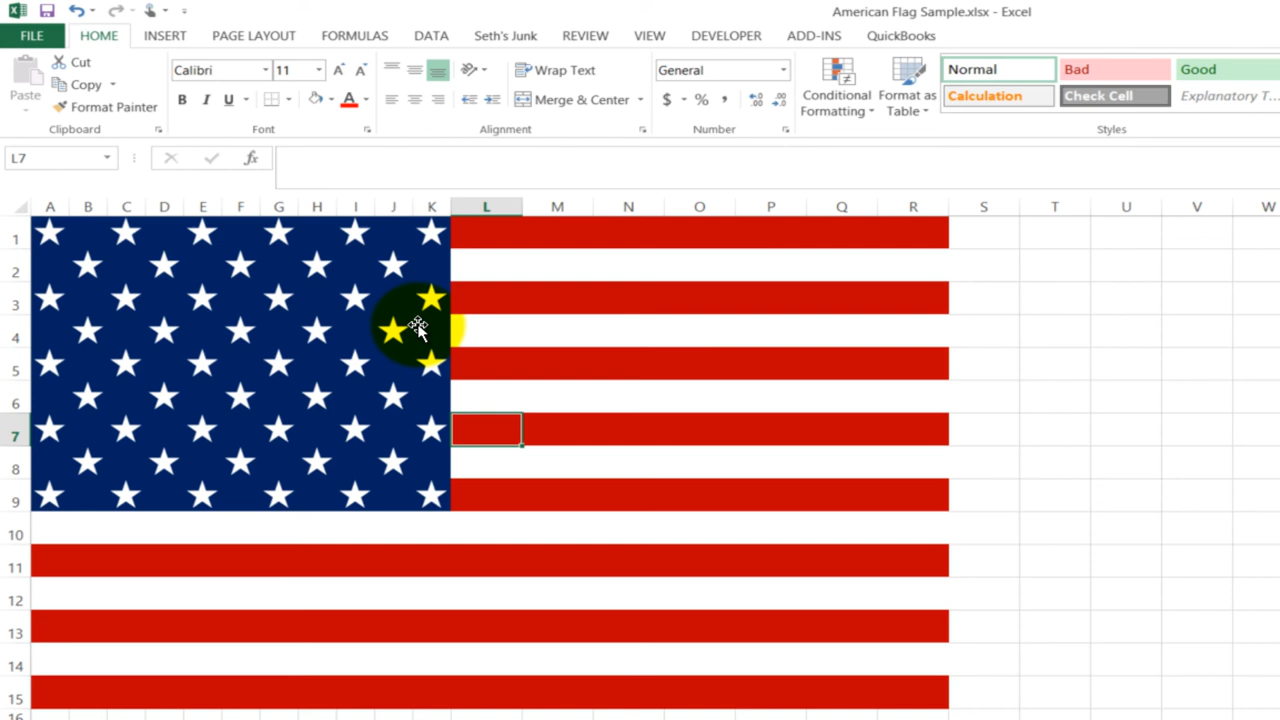 American Flag Sample.xlsx - Excel
FILE HOME INSERT PAGE LAYOUT FORMULAS DATA Seth's Junk REVIEW VIEW DEVELOPER ADD-INS QuickBooks
Paste
Cut
Copy
Format Painter
Clipboard
Calibri 11
B I U A
Font
Wrap Text
Merge & Center
Alignment
General
$ % ,
Number
Conditional
Formatting
Format as
Table
Normal Bad Good
Calculation Check Cell Explanatory T...
Styles
L7 fx
A B C D E F G H I J K L M N O P Q R S T U V W
1
2
3
4
5
6
7
8
9
10
11
12
13
14
15
16